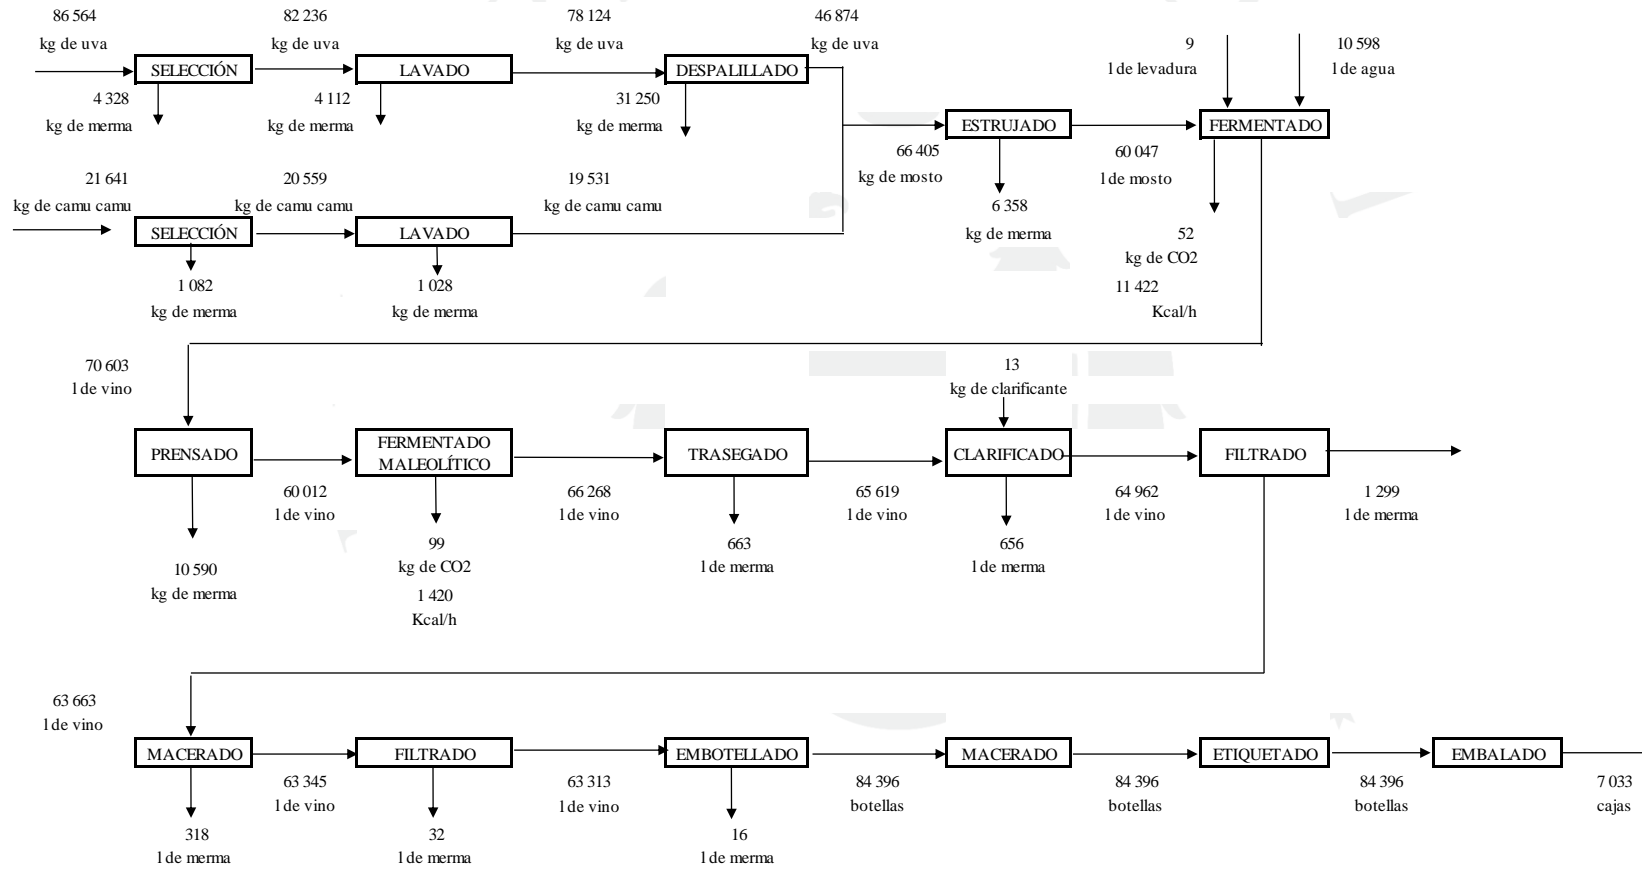 86 564
kg de uva
82 236
kg de uva
78 124
kg de uva
46 874
kg de uva
9
l de levadura
10 598
l de agua
SELECCIÓN
LAVADO
DESPALILLADO
4 328
kg de merma
4 112
kg de merma
31 250
kg de merma
ESTRUJADO
FERMENTADO
66 405
kg de mosto
60 047
l de mosto
21 641
kg de camu camu
20 559
kg de camu camu
19 531
kg de camu camu
6 358
kg de merma
SELECCIÓN
LAVADO
52
kg de CO2
11 422
Kcal/h
1 082
kg de merma
1 028
kg de merma
70 603
l de vino
13
kg de clarificante
PRENSADO
FERMENTADO
MALEOLÍTICO
TRASEGADO
CLARIFICADO
FILTRADO
60 012
l de vino
66 268
l de vino
65 619
l de vino
64 962
l de vino
1 299
l de merma
10 590
kg de merma
99
kg de CO2
1 420
Kcal/h
663
l de merma
656
l de merma
63 663
l de vino
MACERADO
FILTRADO
EMBOTELLADO
MACERADO
ETIQUETADO
EMBALADO
63 345
l de vino
63 313
l de vino
84 396
botellas
84 396
botellas
84 396
botellas
7 033
cajas
318
l de merma
32
l de merma
16
l de merma